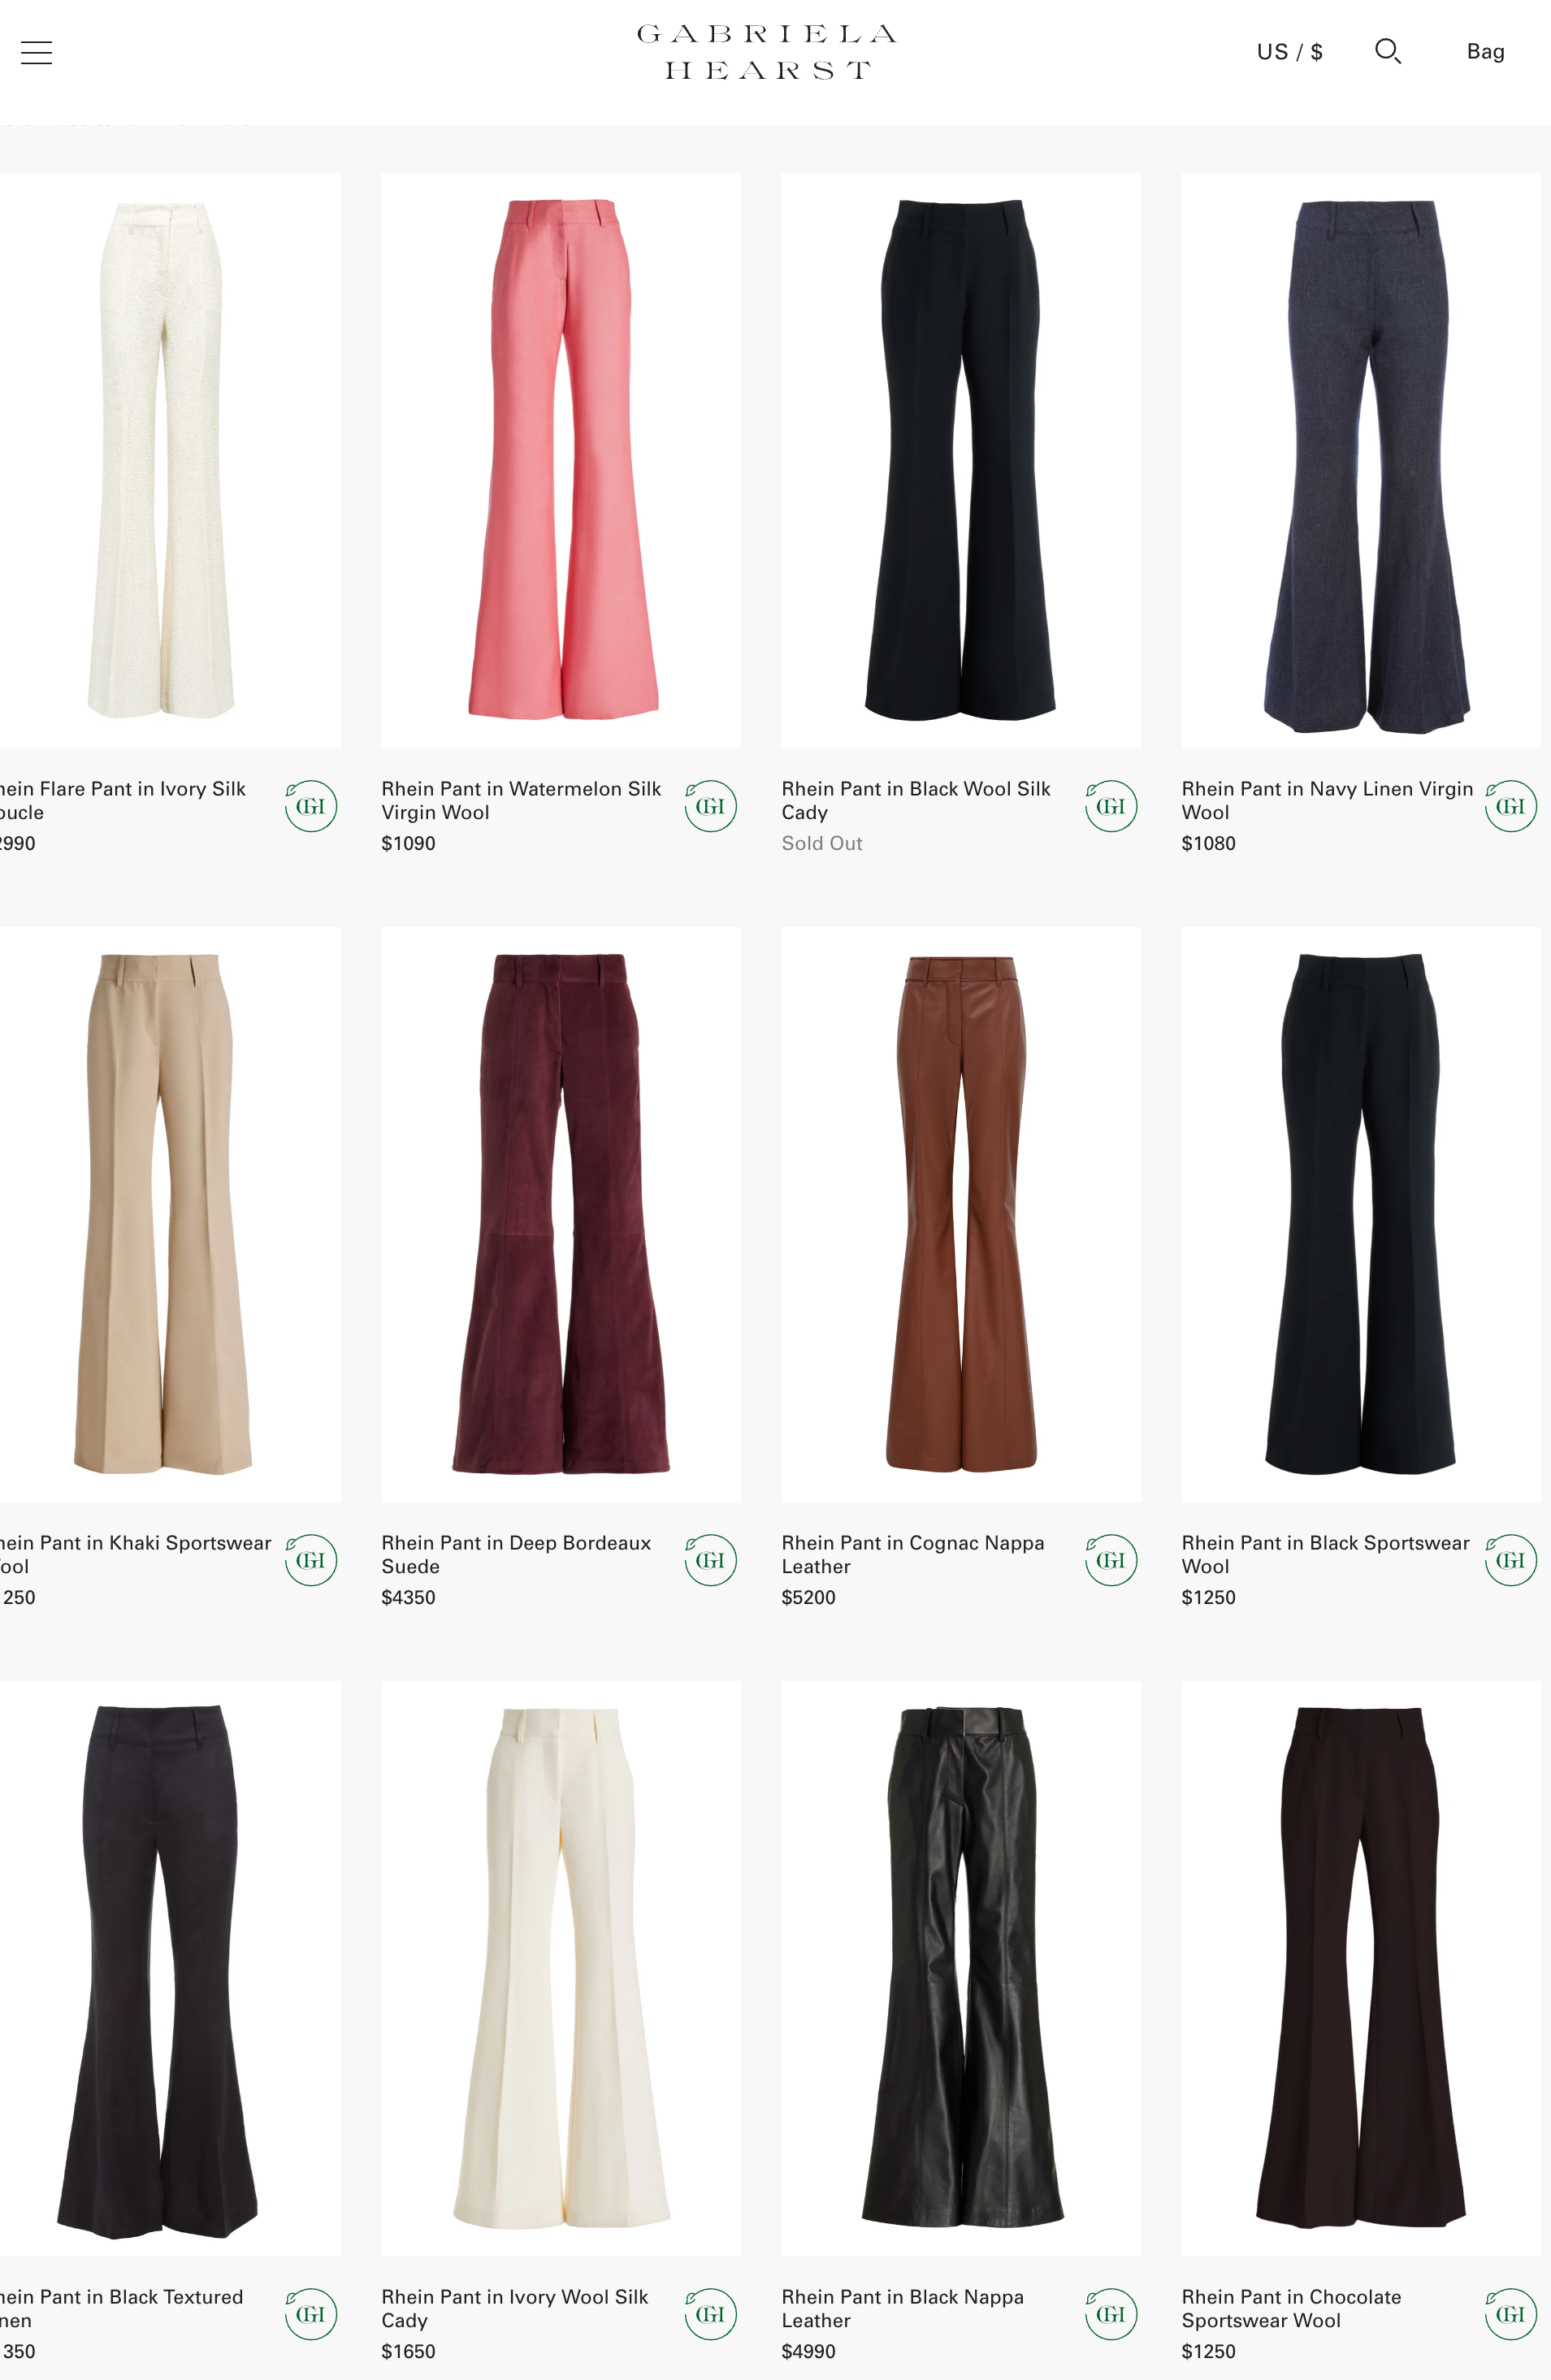 GABRIELA
HEARST
US / $
Bag
hein Flare Pant in Ivory Silk
oucle
2990
GH
Rhein Pant in Watermelon Silk
Virgin Wool
$1090
GH
Rhein Pant in Black Wool Silk
Cady
Sold Out
GH
Rhein Pant in Navy Linen Virgin
Wool
$1080
GH
hein Pant in Khaki Sportswear
ool
1250
GH
Rhein Pant in Deep Bordeaux
Suede
$4350
GH
Rhein Pant in Cognac Nappa
Leather
$5200
GH
Rhein Pant in Black Sportswear
Wool
$1250
GH
hein Pant in Black Textured
nen
1350
GH
Rhein Pant in Ivory Wool Silk
Cady
$1650
GH
Rhein Pant in Black Nappa
Leather
$4990
GH
Rhein Pant in Chocolate
Sportswear Wool
$1250
GH